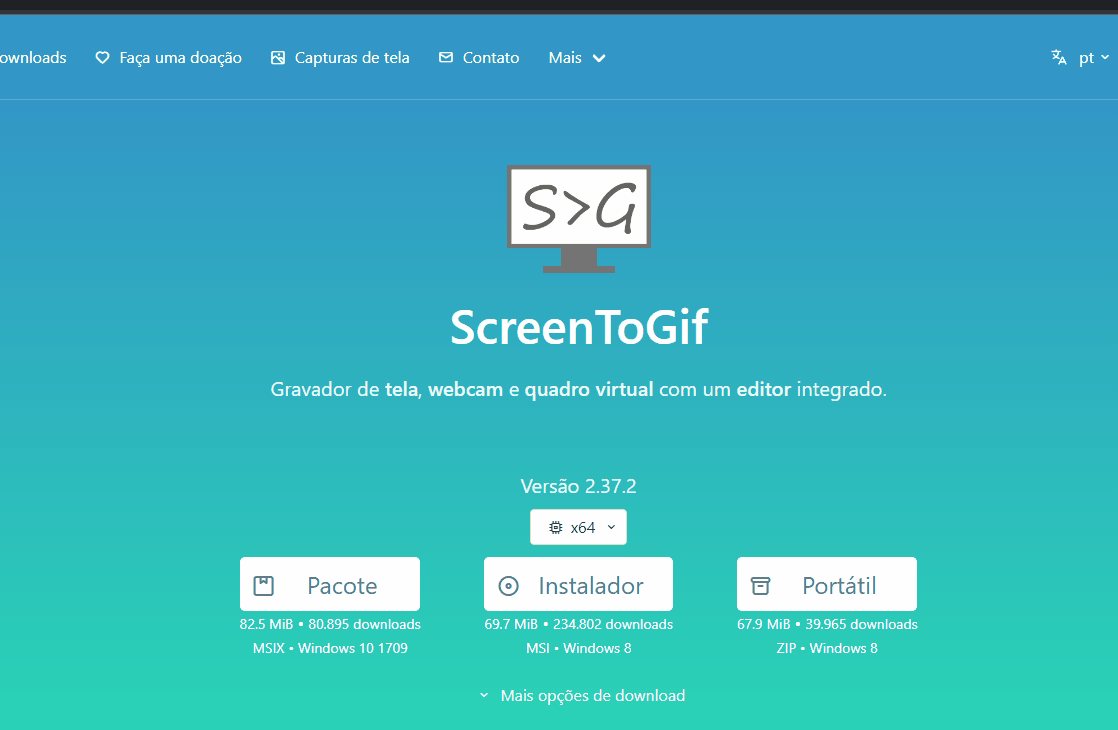 ownloads Faça uma doação Capturas de tela Contato Mais pt
S>G
ScreenToGif
Gravador de tela, webcam e quadro virtual com um editor integrado.
Versão 2.37.2
x64
Pacote Instalador Portátil
82.5 MiB • 80.895 downloads 69.7 MiB • 234.802 downloads 67.9 MiB • 39.965 downloads
MSIX • Windows 10 1709 MSI • Windows 8 ZIP • Windows 8
Mais opções de download